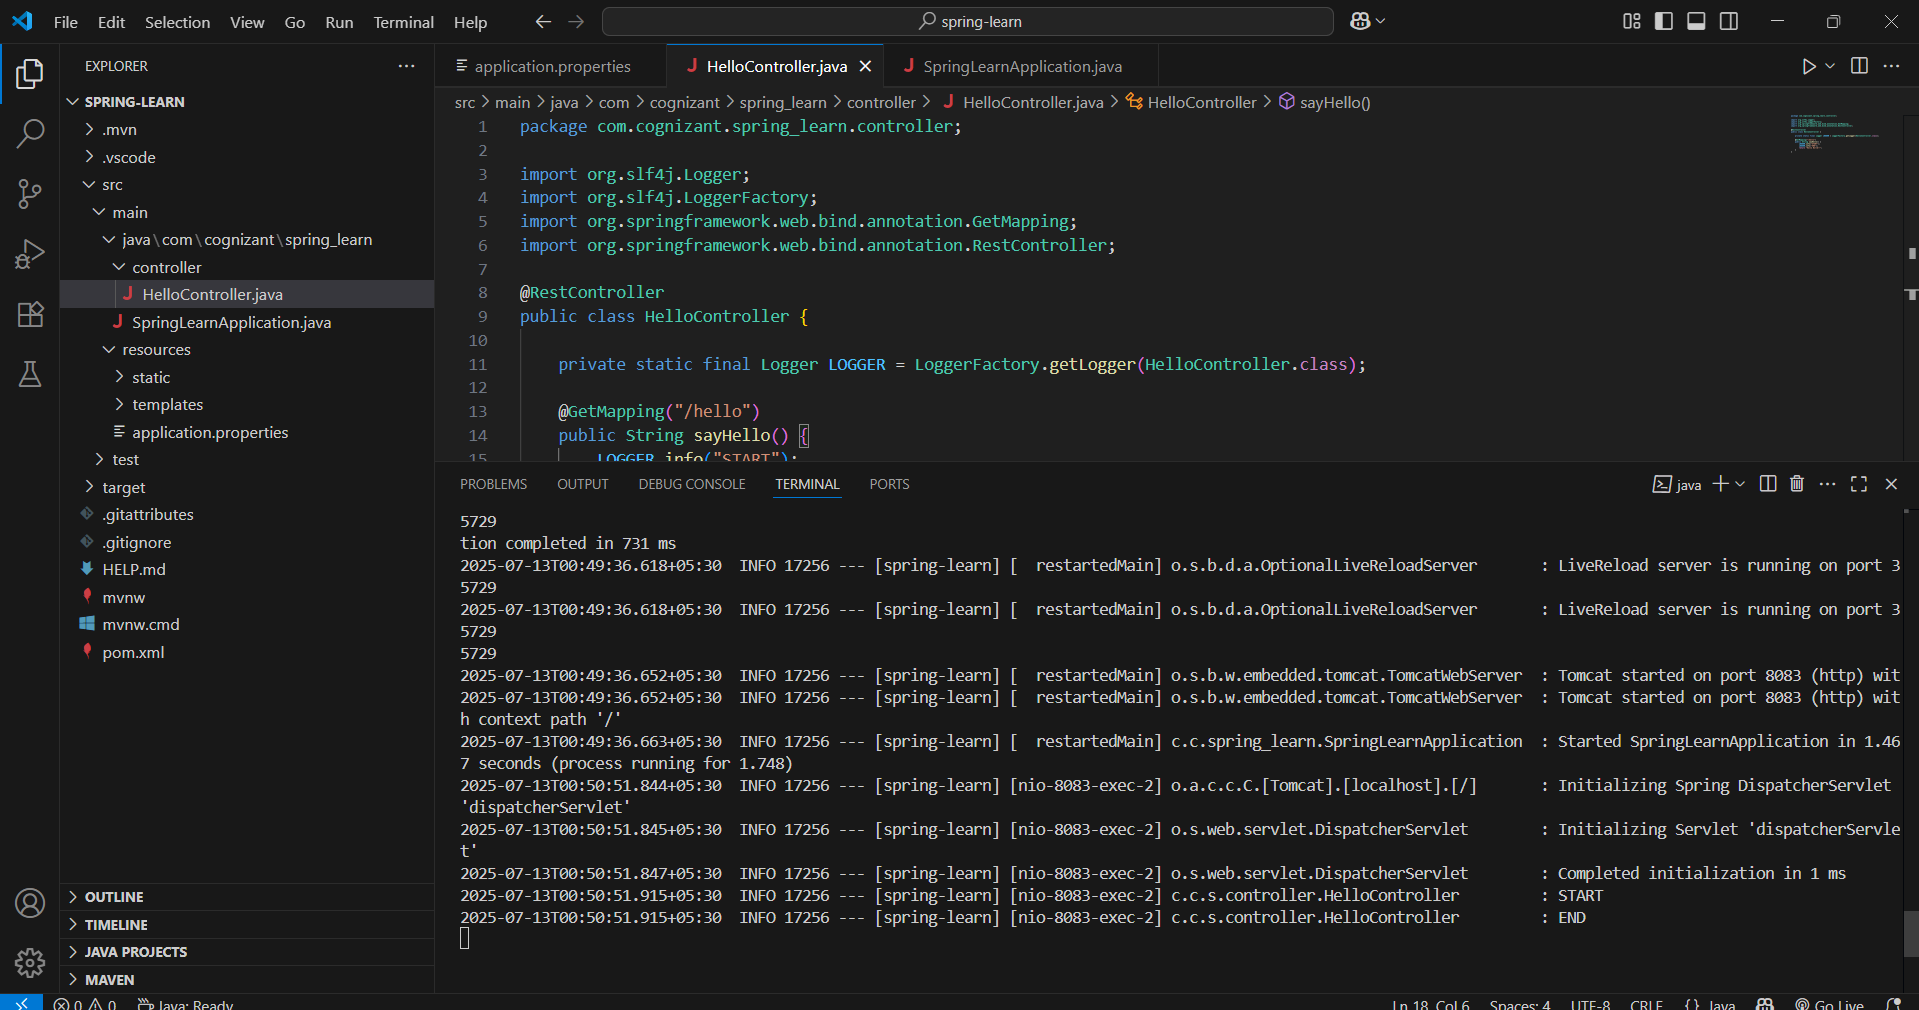 File Edit Selection View Go Run Terminal Help
spring-learn
EXPLORER
SPRING-LEARN
.mvn
.vscode
src
main
java\com\cognizant\spring_learn
controller
HelloController.java
SpringLearnApplication.java
resources
static
templates
application.properties
test
target
.gitattributes
.gitignore
HELP.md
mvnw
mvnw.cmd
pom.xml
OUTLINE
TIMELINE
JAVA PROJECTS
MAVEN
application.properties HelloController.java SpringLearnApplication.java
src > main > java > com > cognizant > spring_learn > controller > HelloController.java > HelloController > sayHello()
1 package com.cognizant.spring_learn.controller;
2
3 import org.slf4j.Logger;
4 import org.slf4j.LoggerFactory;
5 import org.springframework.web.bind.annotation.GetMapping;
6 import org.springframework.web.bind.annotation.RestController;
7
8 @RestController
9 public class HelloController {
10
11 private static final Logger LOGGER = LoggerFactory.getLogger(HelloController.class);
12
13 @GetMapping("/hello")
14 public String sayHello() {
15 LOGGER.info("START");
PROBLEMS OUTPUT DEBUG CONSOLE TERMINAL PORTS
java
5729
tion completed in 731 ms
2025-07-13T00:49:36.618+05:30  INFO 17256 --- [spring-learn] [  restartedMain] o.s.b.d.a.OptionalLiveReloadServer       : LiveReload server is running on port 3
5729
2025-07-13T00:49:36.618+05:30  INFO 17256 --- [spring-learn] [  restartedMain] o.s.b.d.a.OptionalLiveReloadServer       : LiveReload server is running on port 3
5729
5729
2025-07-13T00:49:36.652+05:30  INFO 17256 --- [spring-learn] [  restartedMain] o.s.b.w.embedded.tomcat.TomcatWebServer  : Tomcat started on port 8083 (http) wit
2025-07-13T00:49:36.652+05:30  INFO 17256 --- [spring-learn] [  restartedMain] o.s.b.w.embedded.tomcat.TomcatWebServer  : Tomcat started on port 8083 (http) wit
h context path '/'
2025-07-13T00:49:36.663+05:30  INFO 17256 --- [spring-learn] [  restartedMain] c.c.spring_learn.SpringLearnApplication  : Started SpringLearnApplication in 1.46
7 seconds (process running for 1.748)
2025-07-13T00:50:51.844+05:30  INFO 17256 --- [spring-learn] [nio-8083-exec-2] o.a.c.c.C.[Tomcat].[localhost].[/]       : Initializing Spring DispatcherServlet
'dispatcherServlet'
2025-07-13T00:50:51.845+05:30  INFO 17256 --- [spring-learn] [nio-8083-exec-2] o.s.web.servlet.DispatcherServlet        : Initializing Servlet 'dispatcherServle
t'
2025-07-13T00:50:51.847+05:30  INFO 17256 --- [spring-learn] [nio-8083-exec-2] o.s.web.servlet.DispatcherServlet        : Completed initialization in 1 ms
2025-07-13T00:50:51.915+05:30  INFO 17256 --- [spring-learn] [nio-8083-exec-2] c.c.s.controller.HelloController         : START
2025-07-13T00:50:51.915+05:30  INFO 17256 --- [spring-learn] [nio-8083-exec-2] c.c.s.controller.HelloController         : END
0 0 Java: Ready Ln 18, Col 6 Spaces: 4 UTF-8 CRLF {} Java Go Live